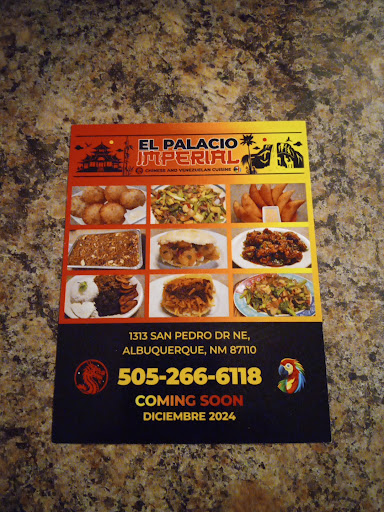 EL PALACIO
IMPERIAL
CHINESE AND VENEZUELAN CUISINE
1313 SAN PEDRO DR NE,
ALBUQUERQUE, NM 87110
505-266-6118
COMING SOON
DICIEMBRE 2024